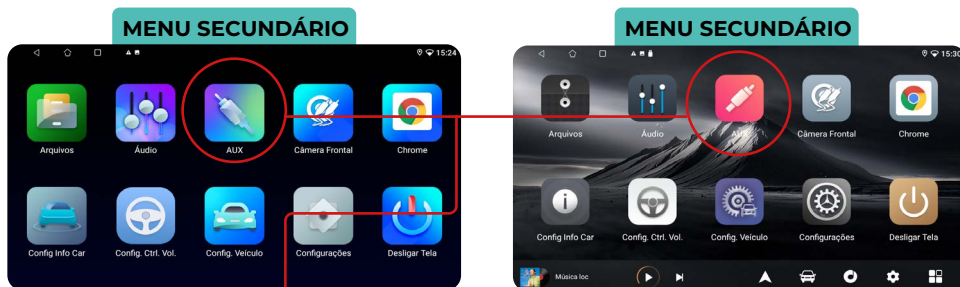 MENU SECUNDÁRIO
15:24
Arquivos
Áudio
AUX
Câmera Frontal
Chrome
Config Info Car
Config. Ctrl. Vol.
Config. Veículo
Configurações
Desligar Tela
MENU SECUNDÁRIO
15:30
Arquivos
Áudio
AUX
Câmera Frontal
Chrome
Config Info Car
Config. Ctrl. Vol.
Config. Veículo
Configurações
Desligar Tela
Música loc